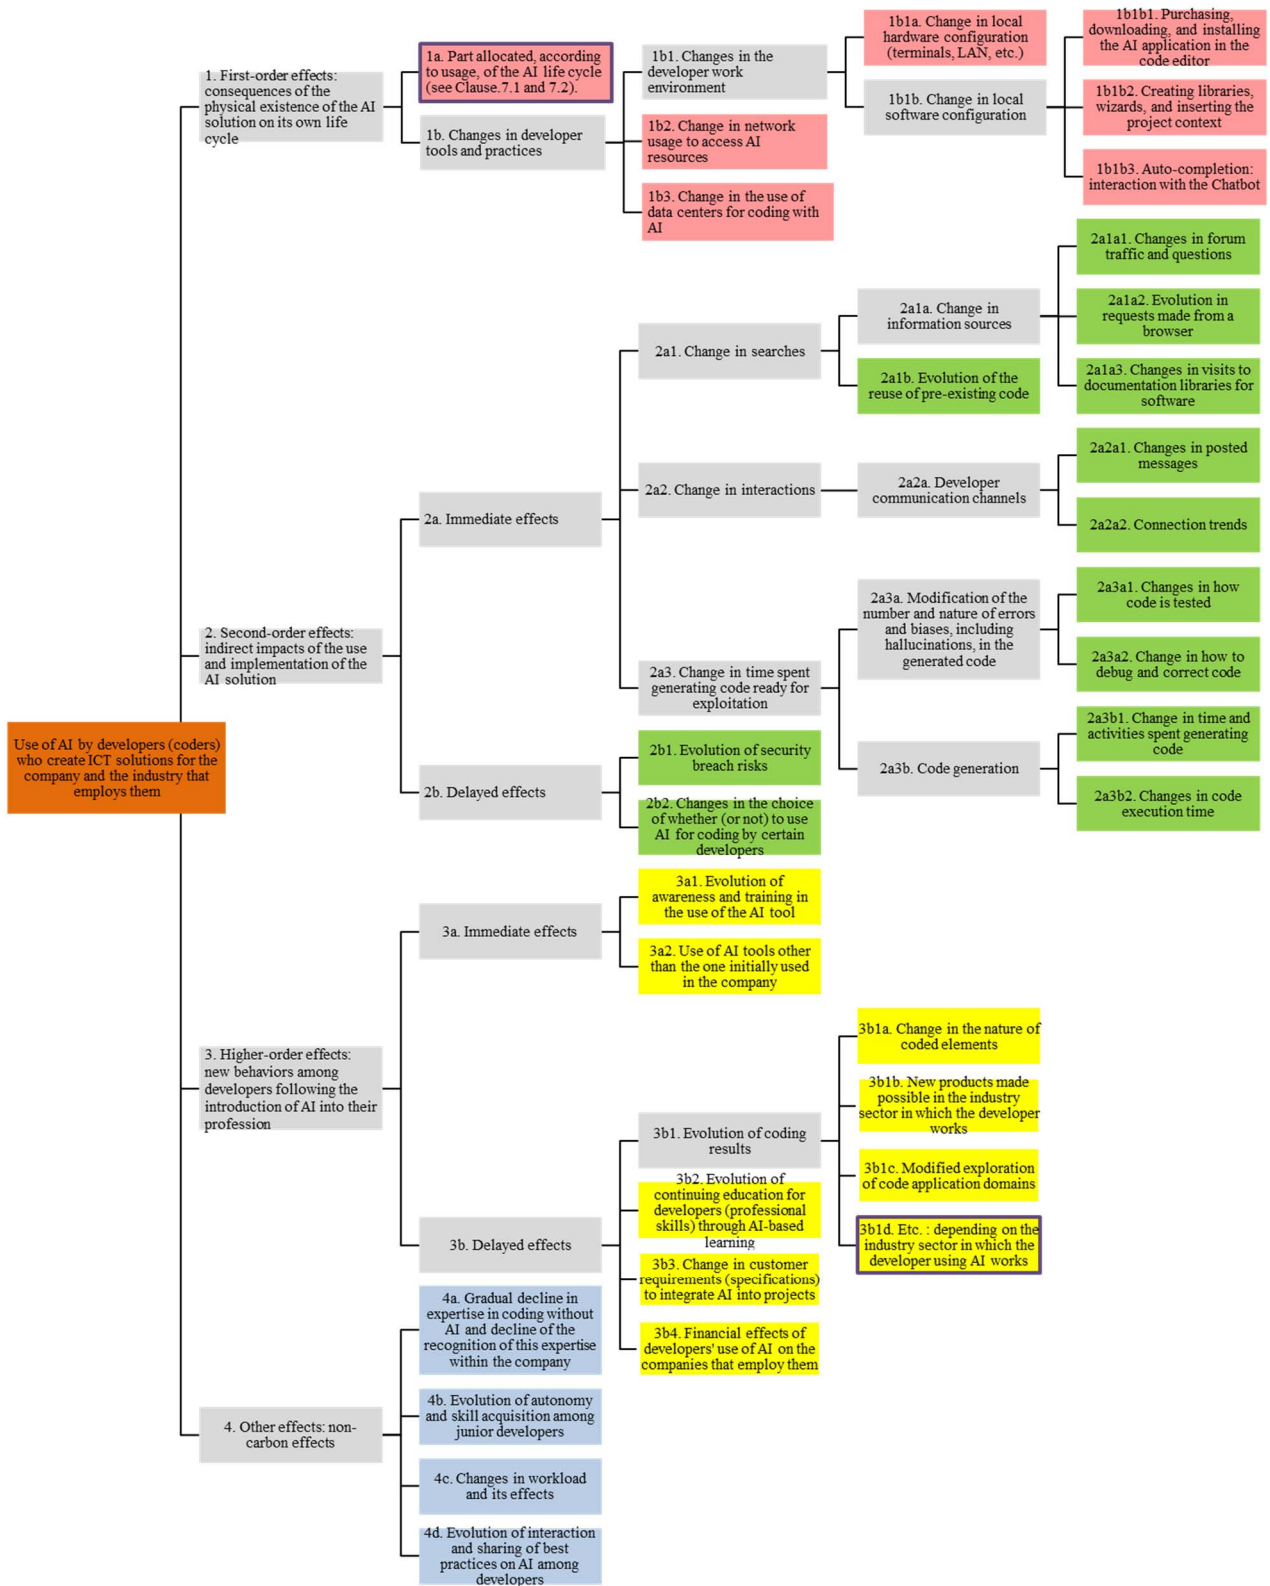 Use of AI by developers (coders)
who create ICT solutions for the
company and the industry that
employs them
1. First-order effects:
consequences of the
physical existence of the AI
solution on its own life
cycle
1a. Part allocated, according
to usage, of the AI life cycle
(see Clause.7.1 and 7.2).
1b. Changes in developer
tools and practices
1b1. Changes in the
developer work
environment
1b1a. Change in local
hardware configuration
(terminals, LAN, etc.)
1b1b. Change in local
software configuration
1b1b1. Purchasing,
downloading, and installing
the AI application in the
code editor
1b1b2. Creating libraries,
wizards, and inserting the
project context
1b1b3. Auto-completion:
interaction with the Chatbot
1b2. Change in network
usage to access AI
resources
1b3. Change in the use of
data centers for coding with
AI
2. Second-order effects:
indirect impacts of the use
and implementation of the
AI solution
2a. Immediate effects
2a1. Change in searches
2a1a. Change in
information sources
2a1a1. Changes in forum
traffic and questions
2a1a2. Evolution in
requests made from a
browser
2a1a3. Changes in visits to
documentation libraries for
software
2a1b. Evolution of the
reuse of pre-existing code
2a2. Change in interactions
2a2a. Developer
communication channels
2a2a1. Changes in posted
messages
2a2a2. Connection trends
2a3. Change in time spent
generating code ready for
exploitation
2a3a. Modification of the
number and nature of errors
and biases, including
hallucinations, in the
generated code
2a3a1. Changes in how
code is tested
2a3a2. Change in how to
debug and correct code
2a3b. Code generation
2a3b1. Change in time and
activities spent generating
code
2a3b2. Changes in code
execution time
2b. Delayed effects
2b1. Evolution of security
breach risks
2b2. Changes in the choice
of whether (or not) to use
AI for coding by certain
developers
3. Higher-order effects:
new behaviors among
developers following the
introduction of AI into their
profession
3a. Immediate effects
3a1. Evolution of
awareness and training in
the use of the AI tool
3a2. Use of AI tools other
than the one initially used
in the company
3b. Delayed effects
3b1. Evolution of coding
results
3b1a. Change in the nature of
coded elements
3b1b. New products made
possible in the industry
sector in which the developer
works
3b1c. Modified exploration
of code application domains
3b1d. Etc. : depending on the
industry sector in which the
developer using AI works
3b2. Evolution of
continuing education for
developers (professional
skills) through AI-based
learning
3b3. Change in customer
requirements (specifications)
to integrate AI into projects
3b4. Financial effects of
developers' use of AI on the
companies that employ them
4. Other effects: non-
carbon effects
4a. Gradual decline in
expertise in coding without
AI and decline of the
recognition of this expertise
within the company
4b. Evolution of autonomy
and skill acquisition among
junior developers
4c. Changes in workload
and its effects
4d. Evolution of interaction
and sharing of best
practices on AI among
developers